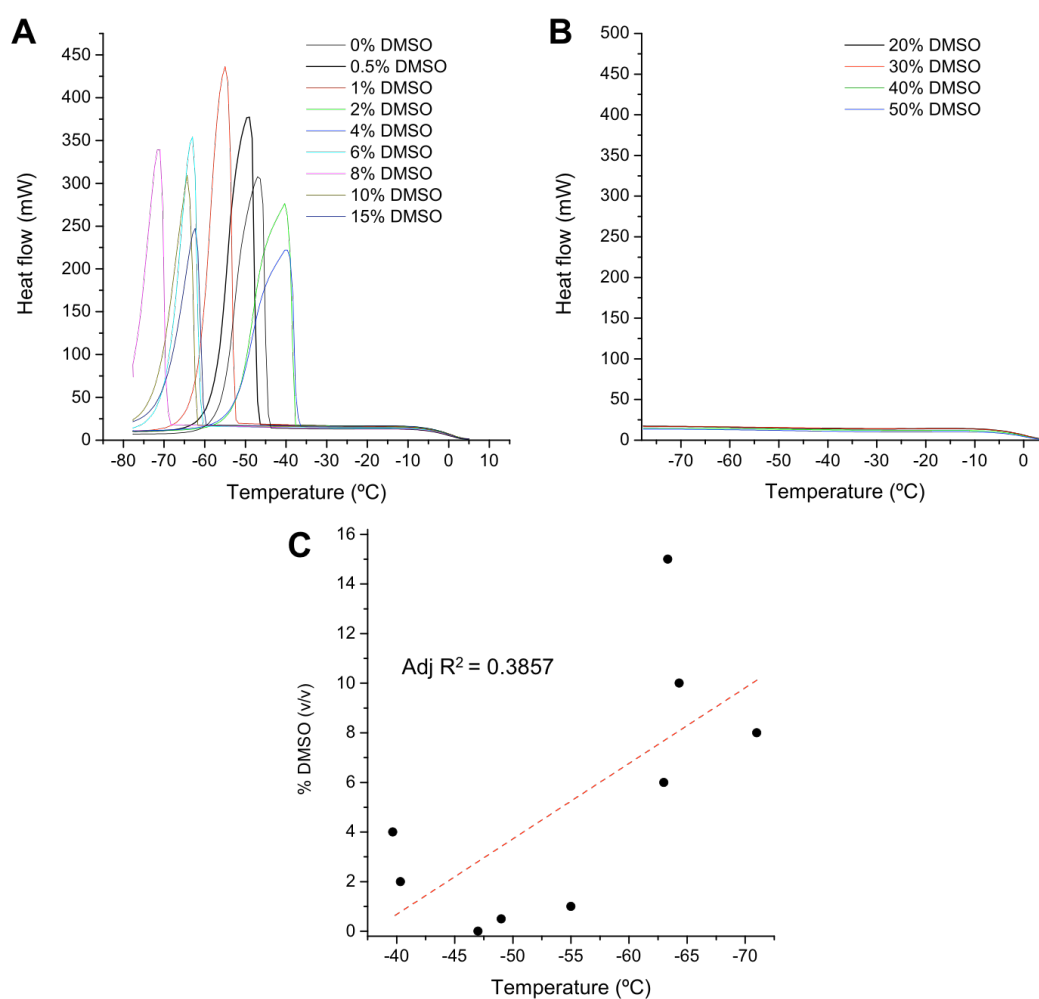 A
0% DMSO
0.5% DMSO
1% DMSO
2% DMSO
4% DMSO
6% DMSO
8% DMSO
10% DMSO
15% DMSO
450
400
350
300
250
200
150
100
50
0
Heat flow (mW)
-80 -70 -60 -50 -40 -30 -20 -10 0 10
Temperature (ºC)
B
20% DMSO
30% DMSO
40% DMSO
50% DMSO
500
450
400
350
300
250
200
150
100
50
0
Heat flow (mW)
-70 -60 -50 -40 -30 -20 -10 0
Temperature (ºC)
C
16
14
12
10
8
6
4
2
0
% DMSO (v/v)
Adj R² = 0.3857
-40 -45 -50 -55 -60 -65 -70
Temperature (ºC)